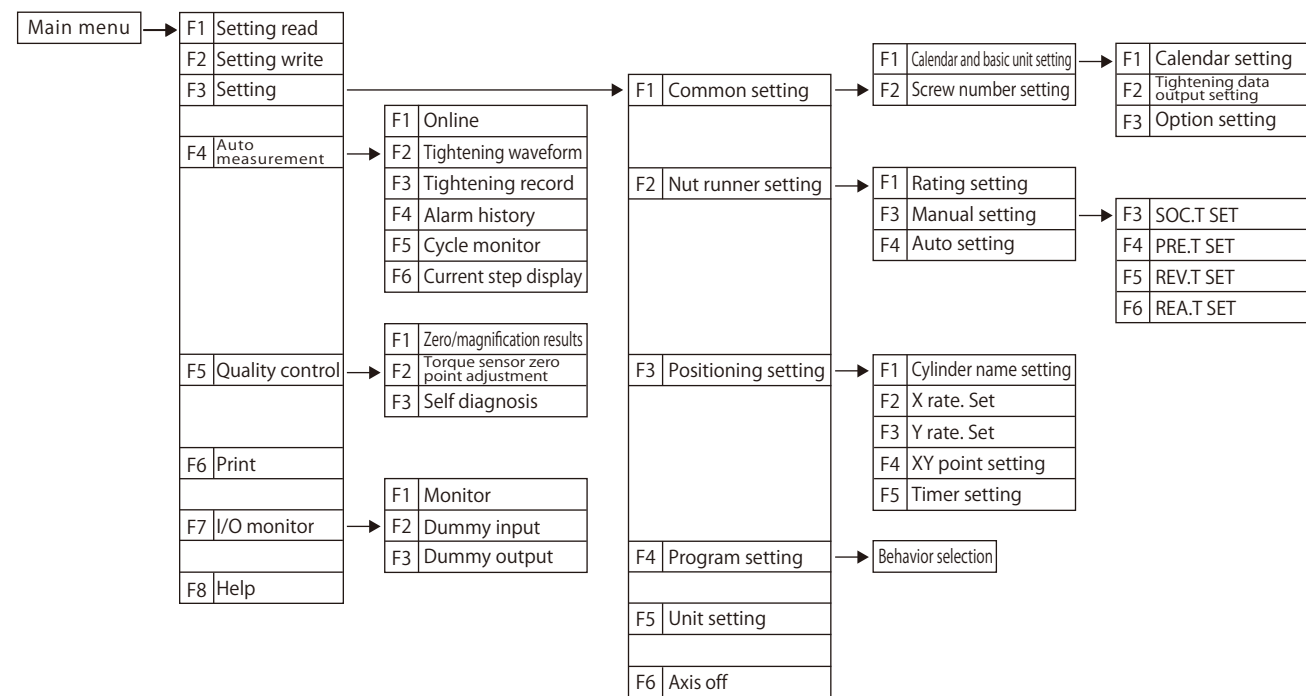 Main menu
F1 Setting read
F2 Setting write
F3 Setting
F4 Auto
measurement
F5 Quality control
F6 Print
F7 I/O monitor
F8 Help
F1 Online
F2 Tightening waveform
F3 Tightening record
F4 Alarm history
F5 Cycle monitor
F6 Current step display
F1 Zero/magnification results
F2 Torque sensor zero
point adjustment
F3 Self diagnosis
F1 Monitor
F2 Dummy input
F3 Dummy output
F1 Common setting
F2 Nut runner setting
F3 Positioning setting
F4 Program setting
F5 Unit setting
F6 Axis off
F1 Calendar and basic unit setting
F2 Screw number setting
F1 Rating setting
F3 Manual setting
F4 Auto setting
F1 Cylinder name setting
F2 X rate. Set
F3 Y rate. Set
F4 XY point setting
F5 Timer setting
Behavior selection
F1 Calendar setting
F2 Tightening data
output setting
F3 Option setting
F3 SOC.T SET
F4 PRE.T SET
F5 REV.T SET
F6 REA.T SET